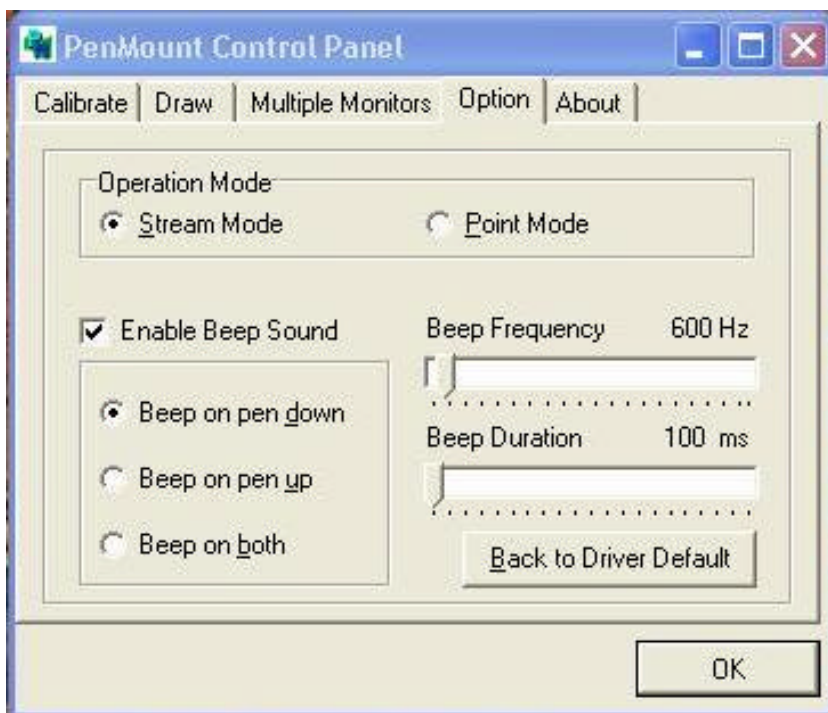 PenMount Control Panel
Calibrate Draw Multiple Monitors Option About
Operation Mode
Stream Mode Point Mode
Enable Beep Sound
Beep Frequency 600 Hz
Beep on pen down
Beep Duration 100 ms
Beep on pen up
Beep on both
Back to Driver Default
OK